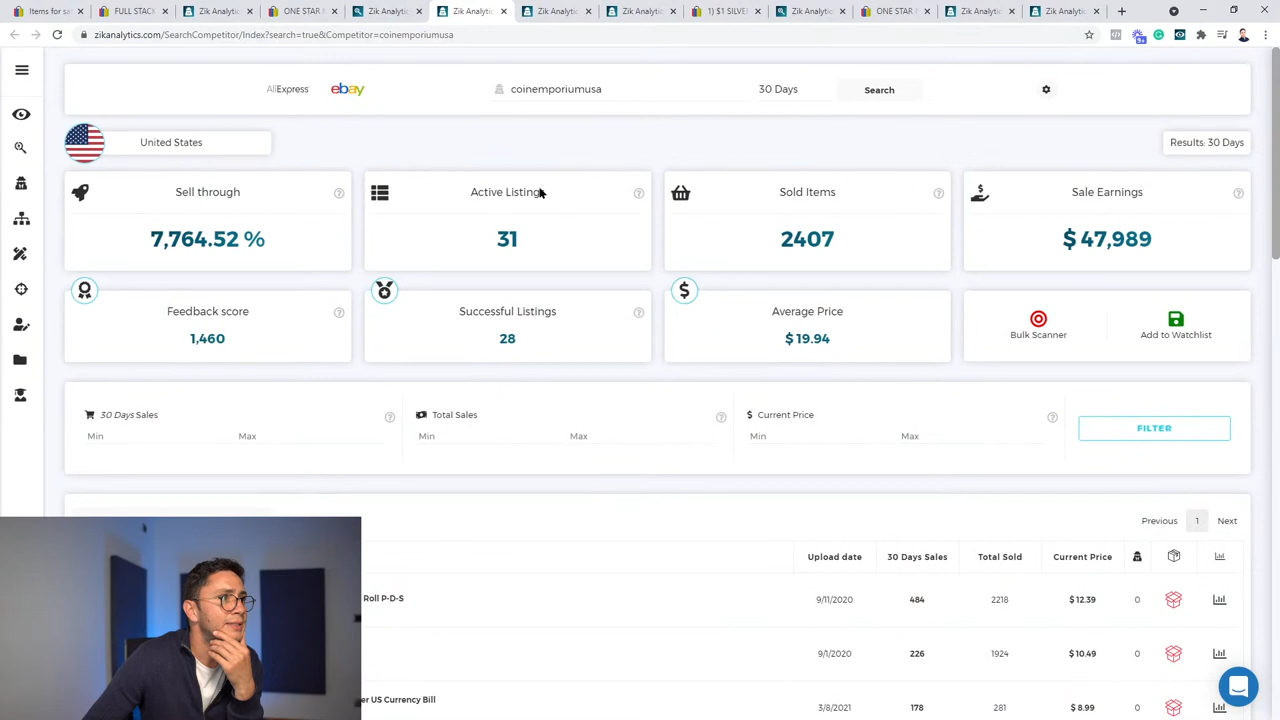 Items for sa
FULL STACK
Zik Analytic
ONE STAR
Zik Analytics
Zik Analytic
Zik Analytics
Zik Analytic
1) $1 SILVE
Zik Analytic
ONE STAR
Zik Analytic
Zik Analytic
zikanalytics.com/SearchCompetitor/Index?search=true&Competitor=coinemporiumusa
9+
AliExpress ebay coinemporiumusa 30 Days Search
United States Results: 30 Days
Sell through Active Listing Sold Items Sale Earnings
7,764.52 % 31 2407 $ 47,989
Feedback score Successful Listings Average Price
1,460 28 $ 19.94 Bulk Scanner Add to Watchlist
30 Days Sales Total Sales Current Price
Min Max Min Max Min Max FILTER
Previous 1 Next
Upload date 30 Days Sales Total Sold Current Price
Roll P-D-S 9/11/2020 484 2218 $ 12.39 0
9/1/2020 226 1924 $ 10.49 0
er US Currency Bill 3/8/2021 178 281 $ 8.99 0